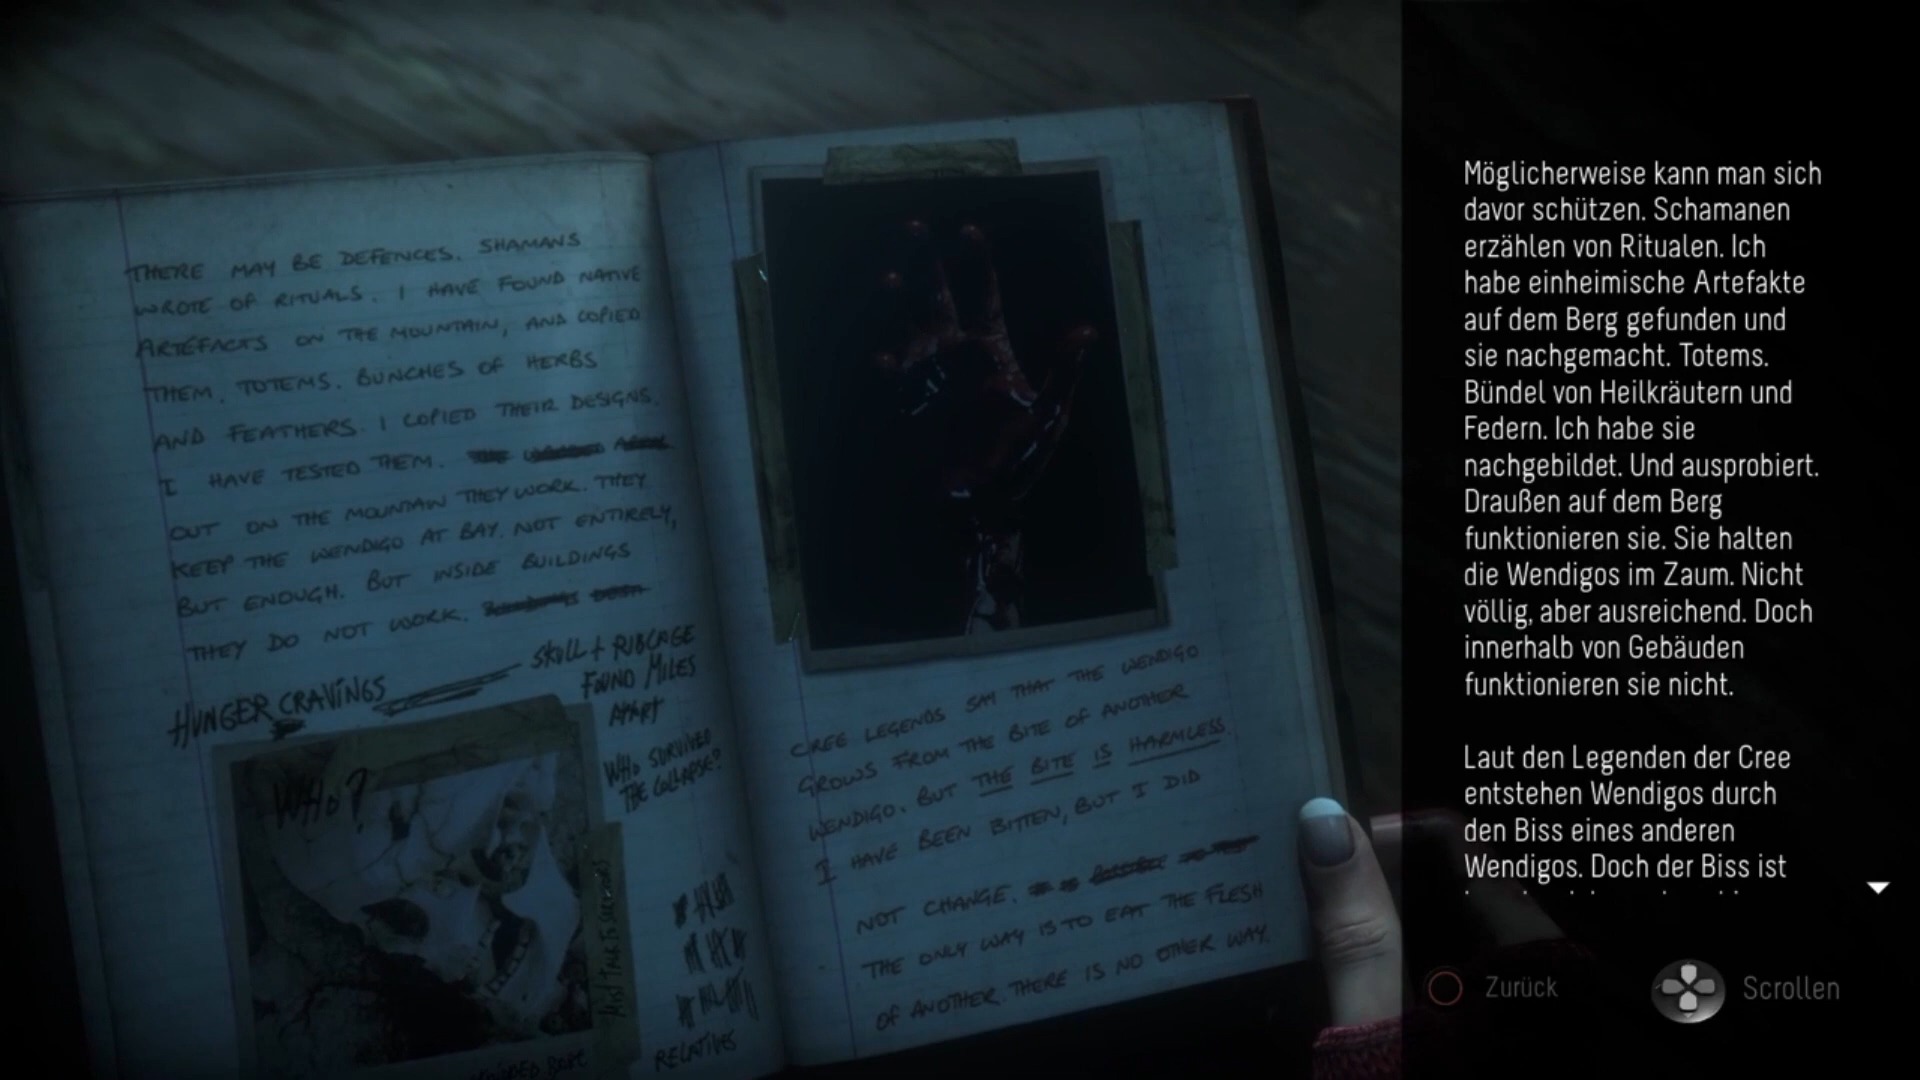 THERE MAY BE DEFENCES. SHAMANS
WROTE OF RITUALS. I HAVE FOUND NATIVE
ARTEFACTS ON THE MOUNTAIN, AND COPIED
THEM. TOTEMS. BUNCHES OF HERBS
AND FEATHERS. I COPIED THEIR DESIGNS.
I HAVE TESTED THEM.
OUT ON THE MOUNTAIN THEY WORK. THEY
KEEP THE WENDIGO AT BAY. NOT ENTIRELY,
BUT ENOUGH. BUT INSIDE BUILDINGS
THEY DO NOT WORK.
HUNGER CRAVINGS
SKULL + RIBCAGE
FOUND MILES
APART
WHO SURVIVED
THE COLLAPSE?
WHO?
RELATIVES
CREE LEGENDS SAY THAT THE WENDIGO
GROWS FROM THE BITE OF ANOTHER
WENDIGO. BUT THE BITE IS HARMLESS.
I HAVE BEEN BITTEN, BUT I DID
NOT CHANGE.
THE ONLY WAY IS TO EAT THE FLESH
OF ANOTHER. THERE IS NO OTHER WAY.
Möglicherweise kann man sich
davor schützen. Schamanen
erzählen von Ritualen. Ich
habe einheimische Artefakte
auf dem Berg gefunden und
sie nachgemacht. Totems.
Bündel von Heilkräutern und
Federn. Ich habe sie
nachgebildet. Und ausprobiert.
Draußen auf dem Berg
funktionieren sie. Sie halten
die Wendigos im Zaum. Nicht
völlig, aber ausreichend. Doch
innerhalb von Gebäuden
funktionieren sie nicht.
Laut den Legenden der Cree
entstehen Wendigos durch
den Biss eines anderen
Wendigos. Doch der Biss ist
Zurück
Scrollen